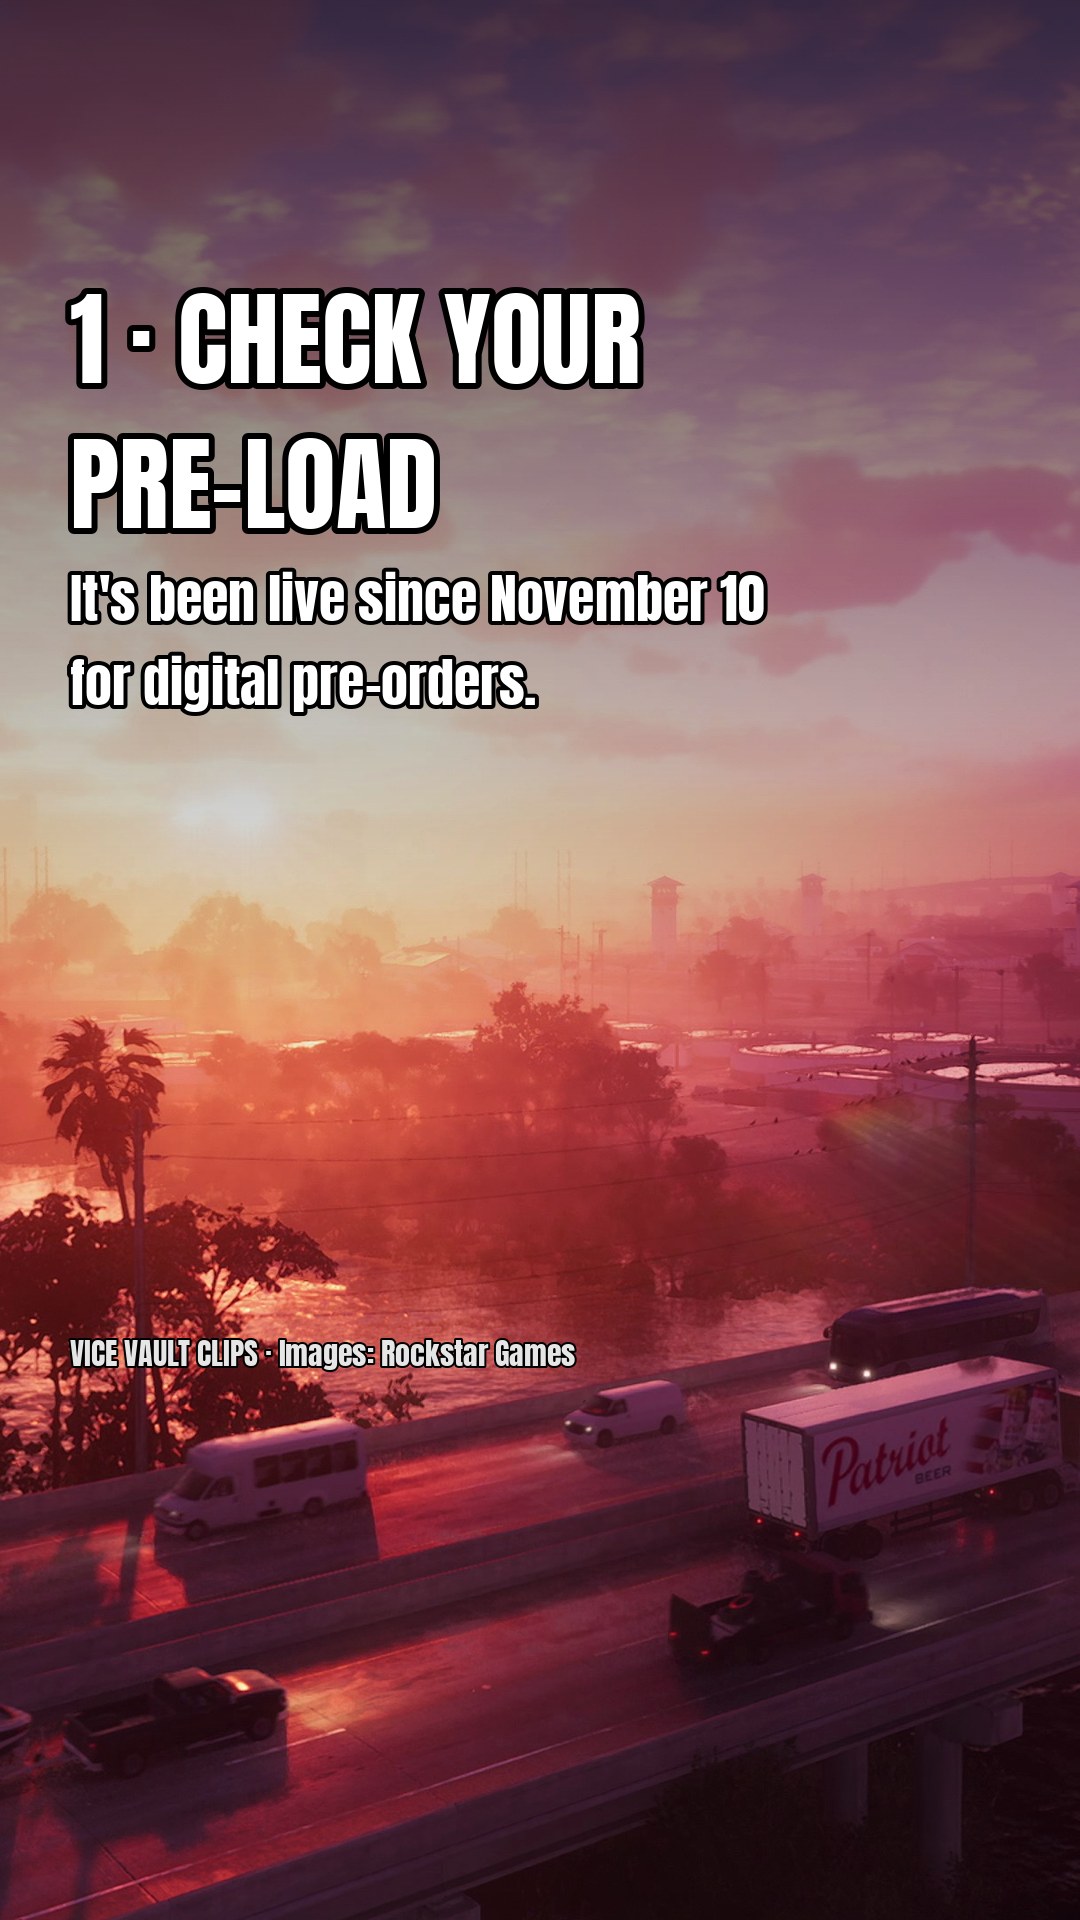 1 · CHECK YOUR
PRE-LOAD
It's been live since November 10
for digital pre-orders.
VICE VAULT CLIPS · Images: Rockstar Games
Patriot
BEER